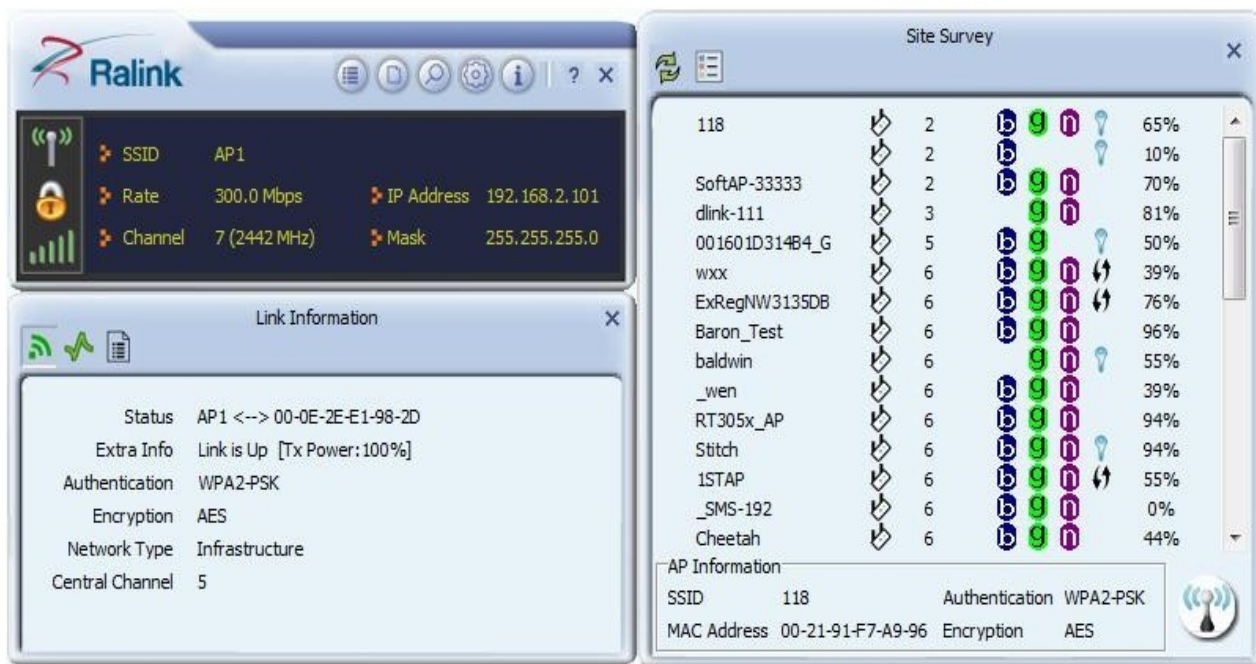 Ralink
i ? ×
SSID AP1
Rate 300.0 Mbps IP Address 192.168.2.101
Channel 7 (2442 MHz) Mask 255.255.255.0
Link Information ×
Status AP1 <--> 00-0E-2E-E1-98-2D
Extra Info Link is Up [Tx Power:100%]
Authentication WPA2-PSK
Encryption AES
Network Type Infrastructure
Central Channel 5
Site Survey ×
118 2 b g n 65%
2 b 10%
SoftAP-33333 2 b g n 70%
dlink-111 3 g n 81%
001601D314B4_G 5 b g 50%
wxx 6 b g n 39%
ExRegNW3135DB 6 b g n 76%
Baron_Test 6 b g n 96%
baldwin 6 g n 55%
_wen 6 b g n 39%
RT305x_AP 6 b g n 94%
Stitch 6 b g n 94%
1STAP 6 b g n 55%
_SMS-192 6 b g n 0%
Cheetah 6 b g n 44%
AP Information
SSID 118 Authentication WPA2-PSK
MAC Address 00-21-91-F7-A9-96 Encryption AES